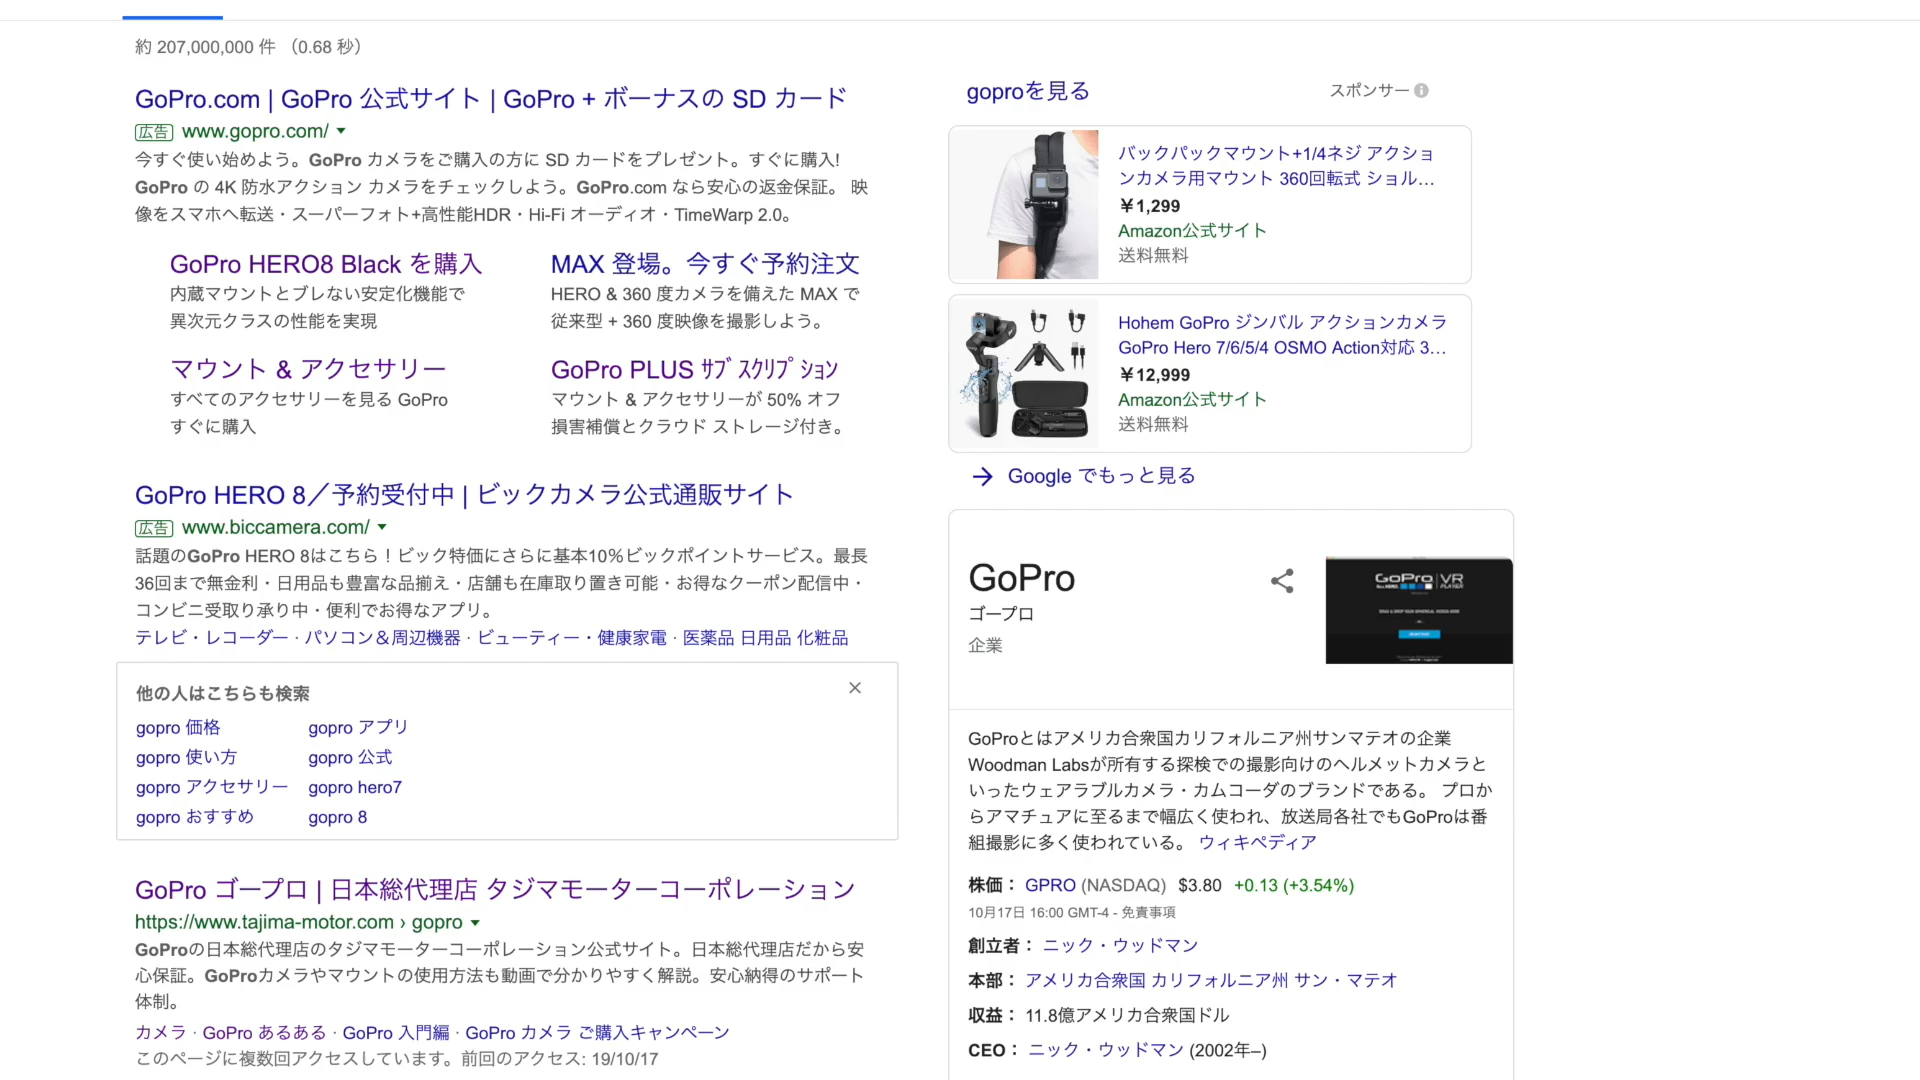 約 207,000,000 件 （0.68 秒）
GoPro.com | GoPro 公式サイト | GoPro + ボーナスの SD カード
広告 www.gopro.com/
今すぐ使い始めよう。GoPro カメラをご購入の方に SD カードをプレゼント。すぐに購入!
GoPro の 4K 防水アクション カメラをチェックしよう。GoPro.com なら安心の返金保証。 映
像をスマホへ転送・スーパーフォト+高性能HDR・Hi-Fi オーディオ・TimeWarp 2.0。
GoPro HERO8 Black を購入
内蔵マウントとブレない安定化機能で
異次元クラスの性能を実現
MAX 登場。今すぐ予約注文
HERO & 360 度カメラを備えた MAX で
従来型 + 360 度映像を撮影しよう。
マウント & アクセサリー
すべてのアクセサリーを見る GoPro
すぐに購入
GoPro PLUS ｻﾌﾞｽｸﾘﾌﾟｼｮﾝ
マウント & アクセサリーが 50% オフ
損害補償とクラウド ストレージ付き。
GoPro HERO 8／予約受付中 | ビックカメラ公式通販サイト
広告 www.biccamera.com/
話題のGoPro HERO 8はこちら！ビック特価にさらに基本10％ビックポイントサービス。最長
36回まで無金利・日用品も豊富な品揃え・店舗も在庫取り置き可能・お得なクーポン配信中・
コンビニ受取り承り中・便利でお得なアプリ。
テレビ・レコーダー · パソコン＆周辺機器 · ビューティー・健康家電 · 医薬品 日用品 化粧品
他の人はこちらも検索
gopro 価格
gopro アプリ
gopro 使い方
gopro 公式
gopro アクセサリー
gopro hero7
gopro おすすめ
gopro 8
GoPro ゴープロ | 日本総代理店 タジマモーターコーポレーション
https://www.tajima-motor.com › gopro
GoProの日本総代理店のタジマモーターコーポレーション公式サイト。日本総代理店だから安
心保証。GoProカメラやマウントの使用方法も動画で分かりやすく解説。安心納得のサポート
体制。
カメラ · GoPro あるある · GoPro 入門編 · GoPro カメラ ご購入キャンペーン
このページに複数回アクセスしています。前回のアクセス: 19/10/17
goproを見る
スポンサー
バックパックマウント+1/4ネジ アクショ
ンカメラ用マウント 360回転式 ショル…
￥1,299
Amazon公式サイト
送料無料
Hohem GoPro ジンバル アクションカメラ
GoPro Hero 7/6/5/4 OSMO Action対応 3…
￥12,999
Amazon公式サイト
送料無料
Google でもっと見る
GoPro
ゴープロ
企業
GoPro VR
PLAYER
GoProとはアメリカ合衆国カリフォルニア州サンマテオの企業
Woodman Labsが所有する探検での撮影向けのヘルメットカメラと
いったウェアラブルカメラ・カムコーダのブランドである。 プロか
らアマチュアに至るまで幅広く使われ、放送局各社でもGoProは番
組撮影に多く使われている。 ウィキペディア
株価： GPRO (NASDAQ) $3.80 +0.13 (+3.54%)
10月17日 16:00 GMT-4 - 免責事項
創立者： ニック・ウッドマン
本部： アメリカ合衆国 カリフォルニア州 サン・マテオ
収益： 11.8億アメリカ合衆国ドル
CEO： ニック・ウッドマン (2002年–)